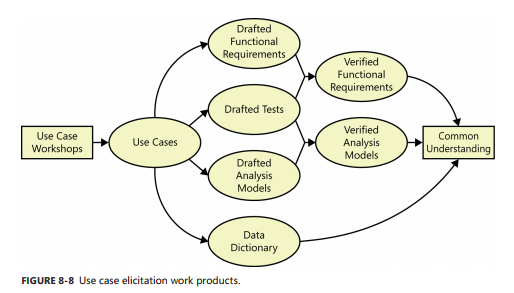 Drafted
Functional
Requirements
Verified
Functional
Requirements
Drafted Tests
Use Case
Workshops
Use Cases
Verified
Analysis
Models
Common
Understanding
Drafted
Analysis
Models
Data
Dictionary
FIGURE 8-8 Use case elicitation work products.